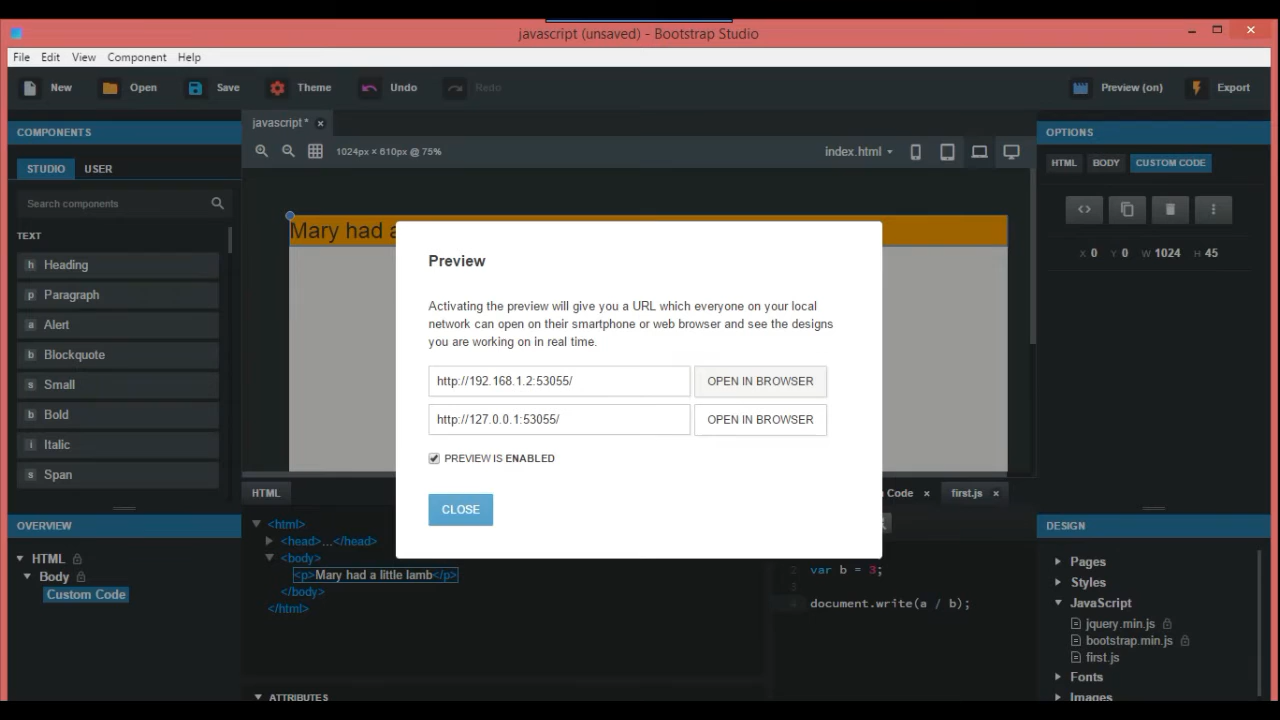 javascript (unsaved) - Bootstrap Studio
File Edit View Component Help
New Open Save Theme Undo Redo Preview (on) Export
COMPONENTS
STUDIO USER
Search components
TEXT
h Heading
p Paragraph
a Alert
b Blockquote
s Small
b Bold
i Italic
s Span
OVERVIEW
HTML
Body
Custom Code
javascript * ×
1024px × 610px @ 75%
index.html
Mary had a
Preview
Activating the preview will give you a URL which everyone on your local
network can open on their smartphone or web browser and see the designs
you are working on in real time.
http://192.168.1.2:53055/ OPEN IN BROWSER
http://127.0.0.1:53055/ OPEN IN BROWSER
PREVIEW IS ENABLED
CLOSE
HTML
<html>
<head>...</head>
<body>
<p>Mary had a little lamb</p>
</body>
</html>
ATTRIBUTES
Code × first.js ×
2 var b = 3;
3
4 document.write(a / b);
OPTIONS
HTML BODY CUSTOM CODE
X 0 Y 0 W 1024 H 45
DESIGN
Pages
Styles
JavaScript
jquery.min.js
bootstrap.min.js
first.js
Fonts
Images